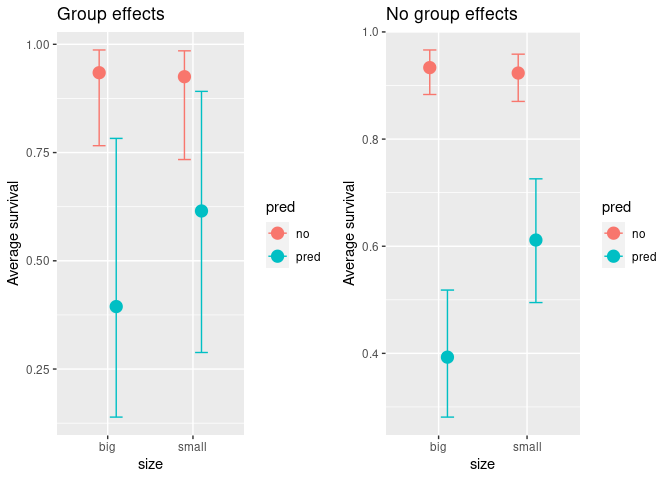 Group effects
1.00
0.75
0.50
0.25
Average survival
big
small
size
pred
no
pred
No group effects
1.0
0.8
0.6
0.4
Average survival
big
small
size
pred
no
pred